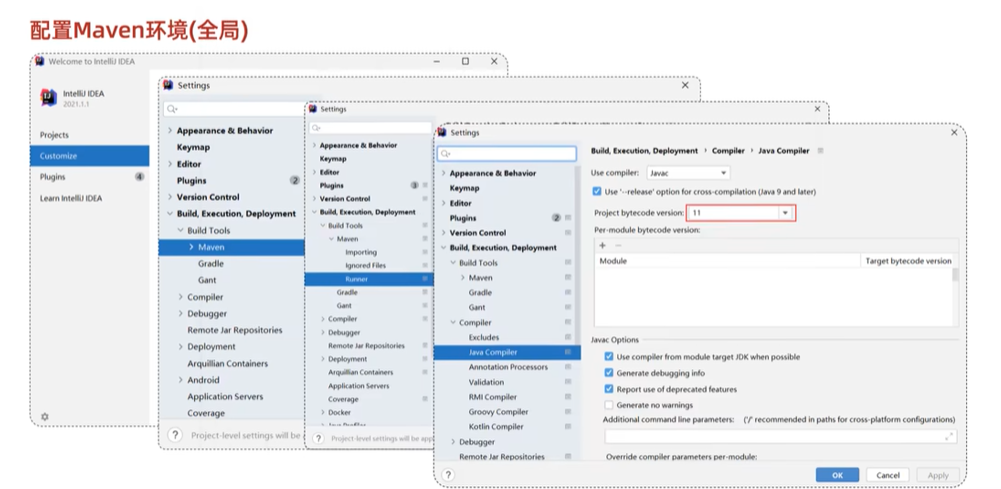 配置Maven环境(全局)
Welcome to IntelliJ IDEA
IntelliJ IDEA
2021.1.1
Projects
Customize
Plugins 4
Learn IntelliJ IDEA
Settings
Appearance & Behavior
Keymap
Editor
Plugins 2
Version Control
Build, Execution, Deployment
Build Tools
Maven
Gradle
Gant
Compiler
Debugger
Remote Jar Repositories
Deployment
Arquillian Containers
Android
Application Servers
Coverage
? Project-level settings will be
Settings
Appearance & Behavior
Keymap
Editor
Plugins 3
Version Control
Build, Execution, Deployment
Build Tools
Maven
Importing
Ignored Files
Runner
Gradle
Gant
Compiler
Debugger
Remote Jar Repositories
Deployment
Arquillian Containers
Application Servers
Coverage
Docker
? Project-level settings will be app
Settings
Appearance & Behavior
Keymap
Editor
Plugins 2
Version Control
Build, Execution, Deployment
Build Tools
Maven
Gradle
Gant
Compiler
Excludes
Java Compiler
Annotation Processors
Validation
RMI Compiler
Groovy Compiler
Kotlin Compiler
Debugger
Remote Jar Repositories
Build, Execution, Deployment › Compiler › Java Compiler
Use compiler: Javac
Use '--release' option for cross-compilation (Java 9 and later)
Project bytecode version: 11
Per-module bytecode version:
+ −
Module Target bytecode version
Javac Options
Use compiler from module target JDK when possible
Generate debugging info
Report use of deprecated features
Generate no warnings
Additional command line parameters: ('/' recommended in paths for cross-platform configurations)
Override compiler parameters per-module:
? OK Cancel Apply